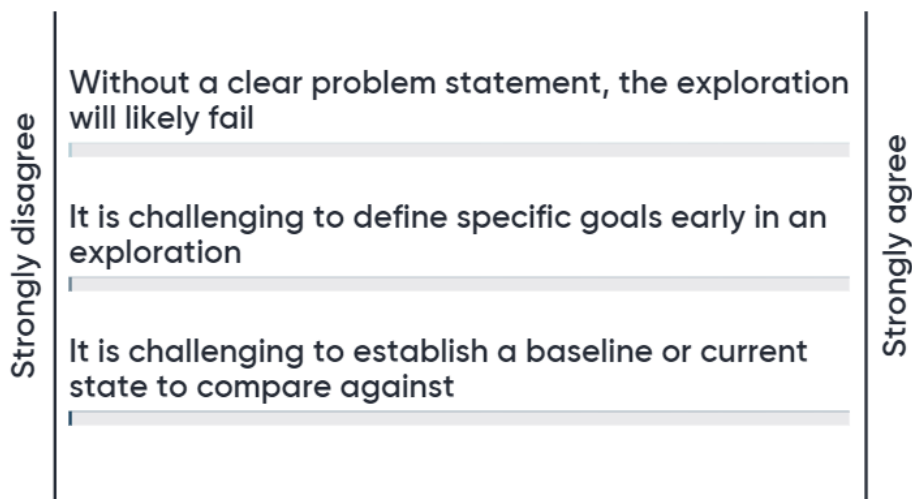 Strongly disagree
Without a clear problem statement, the exploration
will likely fail
It is challenging to define specific goals early in an
exploration
It is challenging to establish a baseline or current
state to compare against
Strongly agree